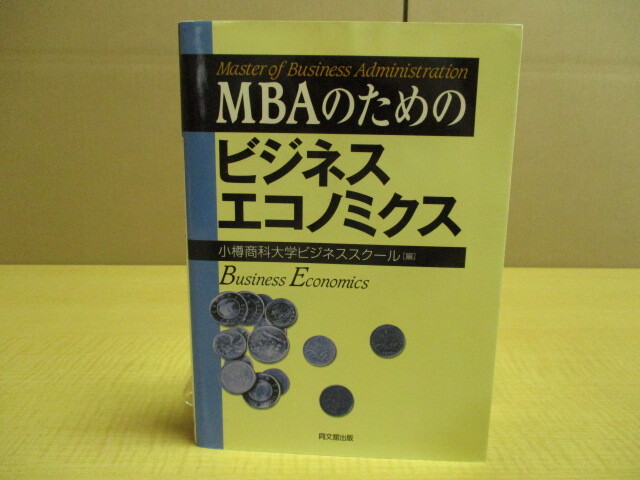 Master of Business Administration
MBAのための
ビジネス
エコノミクス
小樽商科大学ビジネススクール[編]
Business Economics
同文舘出版